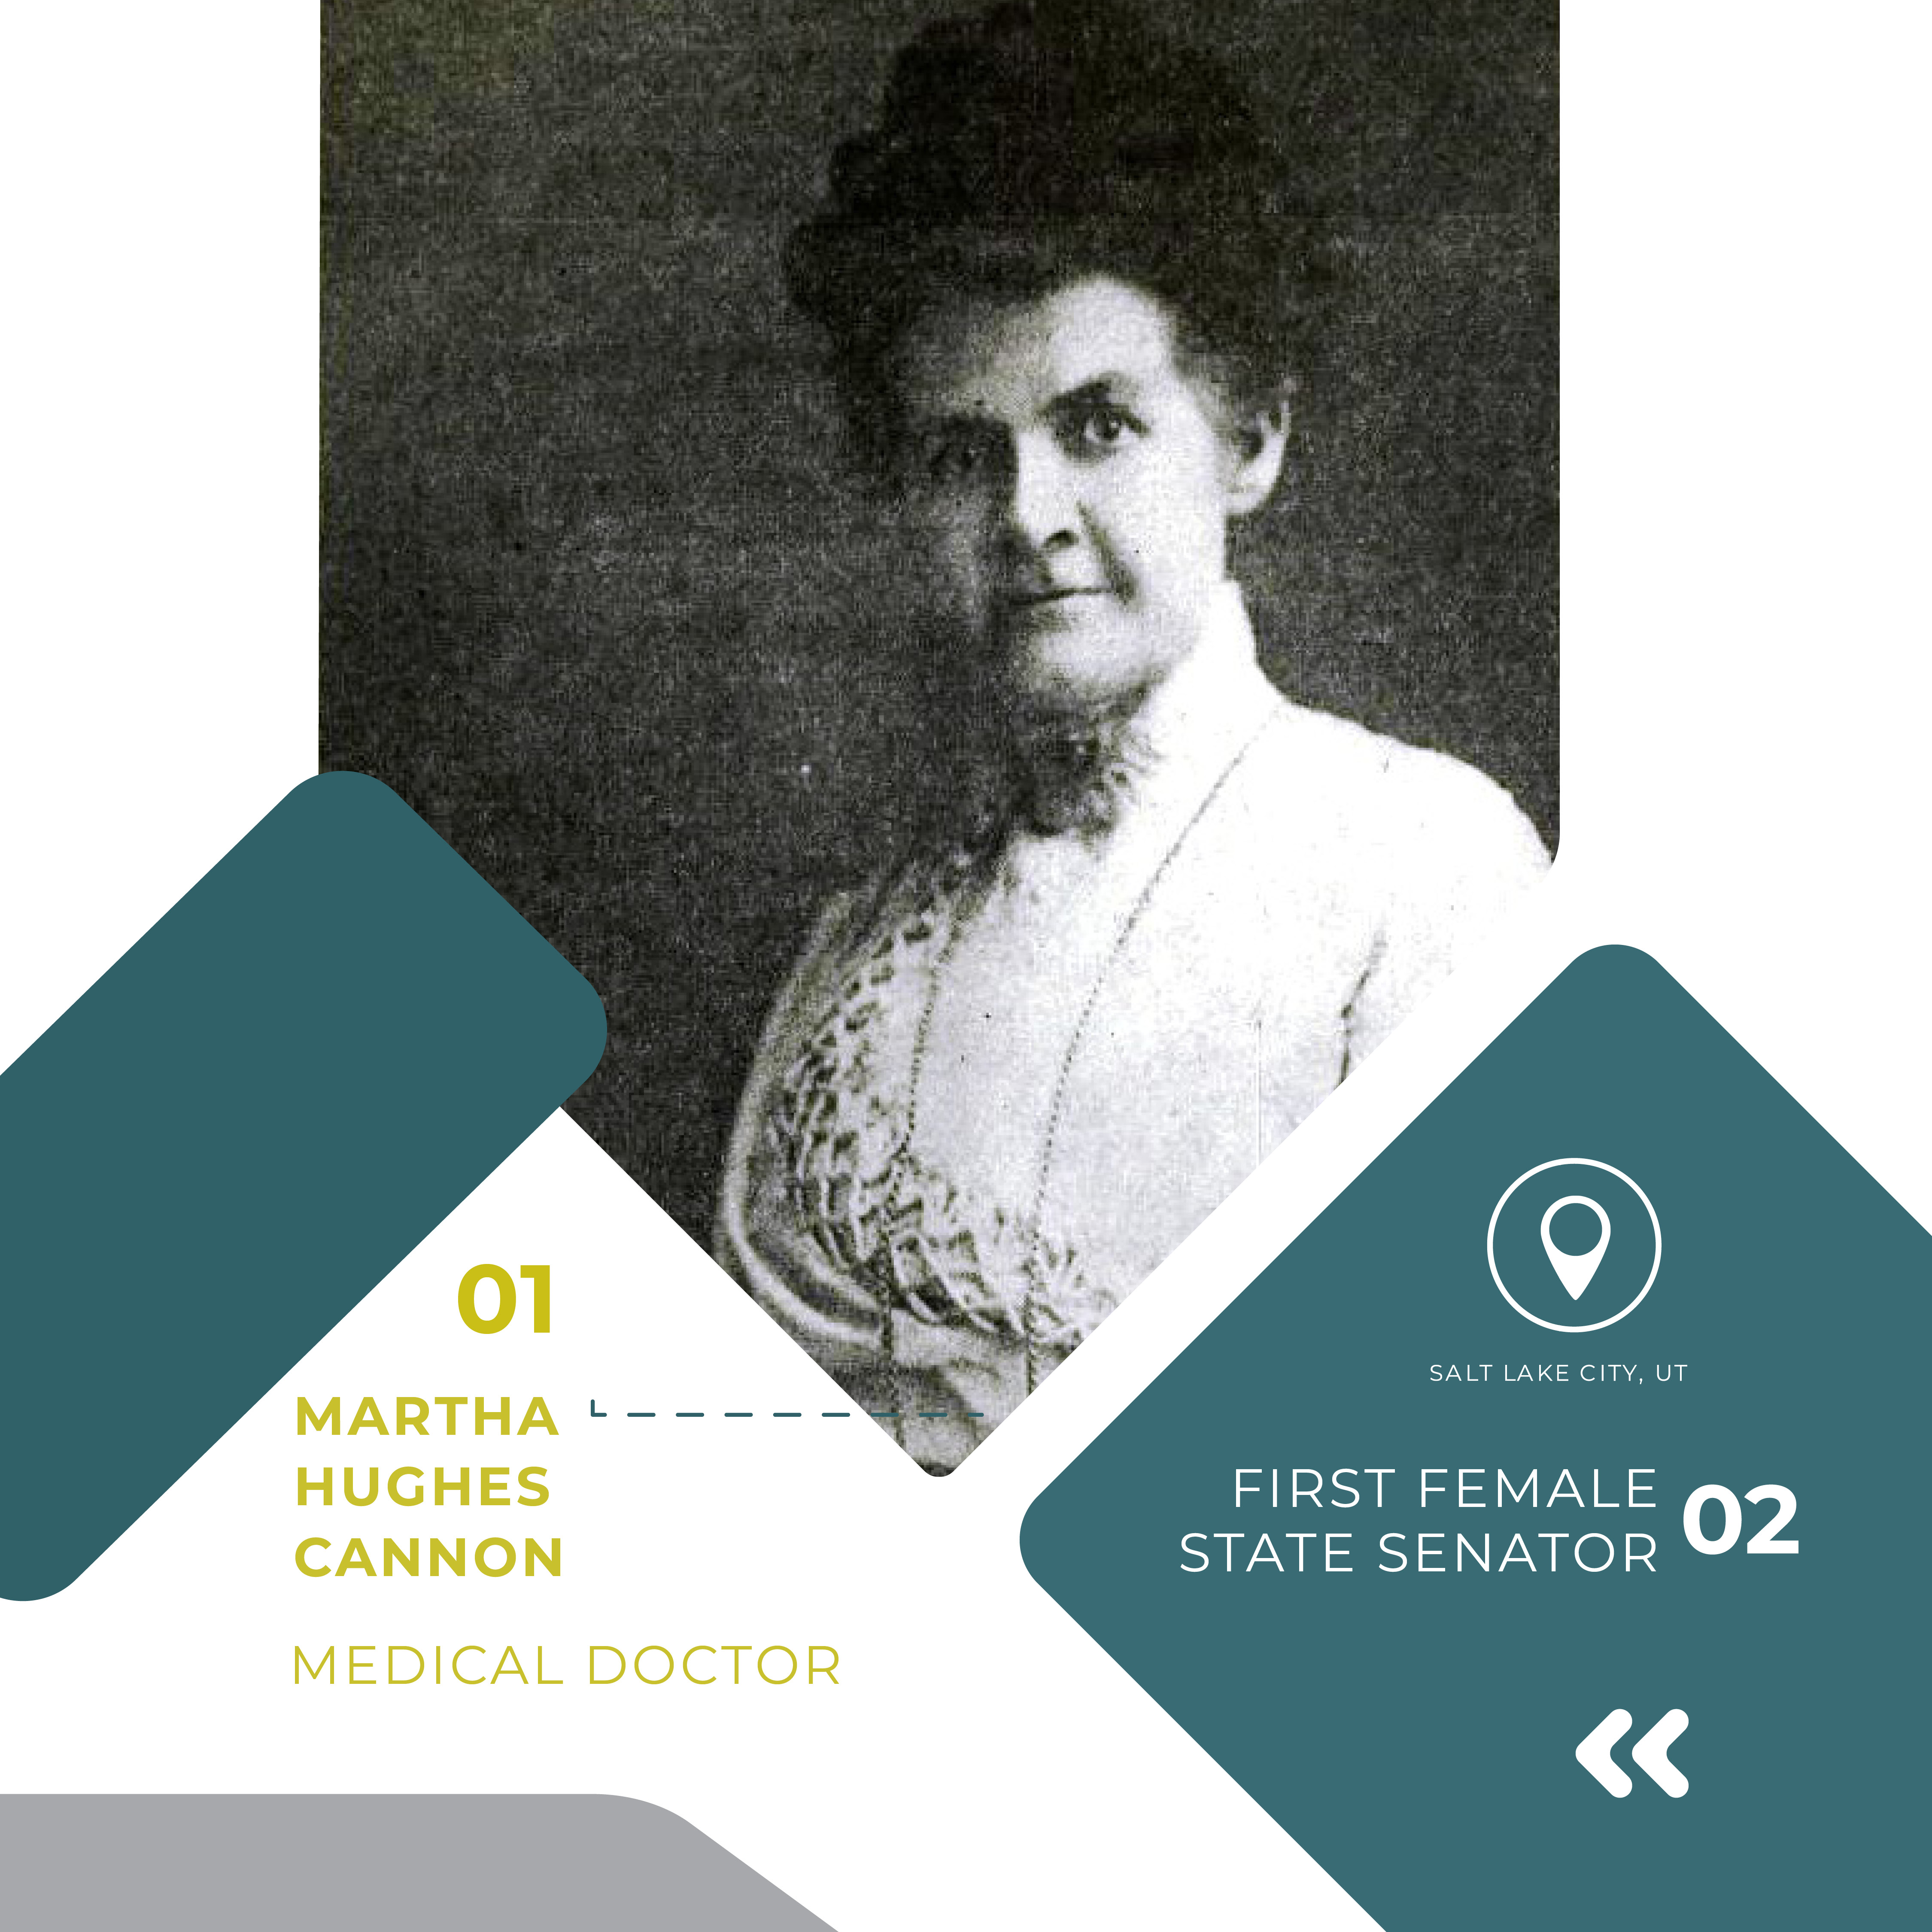 01
MARTHA
HUGHES
CANNON
MEDICAL DOCTOR
SALT LAKE CITY, UT
FIRST FEMALE
STATE SENATOR
02